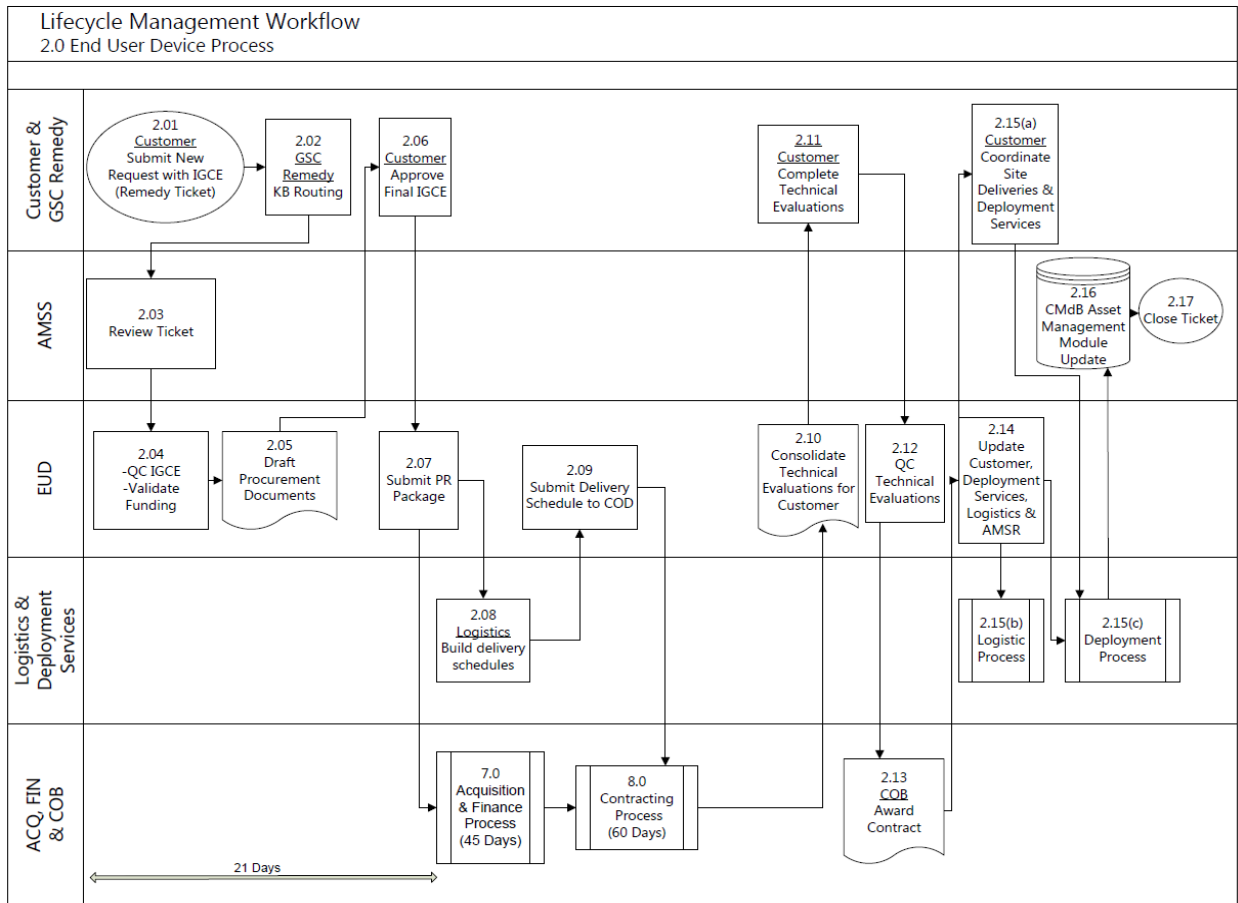 Lifecycle Management Workflow
2.0 End User Device Process
Customer &
GSC Remedy
2.01
Customer
Submit New
Request with IGCE
(Remedy Ticket)
2.02
GSC
Remedy
KB Routing
2.06
Customer
Approve
Final IGCE
2.11
Customer
Complete
Technical
Evaluations
2.15(a)
Customer
Coordinate
Site
Deliveries &
Deployment
Services
AMSS
2.03
Review Ticket
2.16
CMdB Asset
Management
Module
Update
2.17
Close Ticket
EUD
2.04
-QC IGCE
-Validate
Funding
2.05
Draft
Procurement
Documents
2.07
Submit PR
Package
2.09
Submit Delivery
Schedule to COD
2.10
Consolidate
Technical
Evaluations for
Customer
2.12
QC
Technical
Evaluations
2.14
Update
Customer,
Deployment
Services,
Logistics &
AMSR
Logistics &
Deployment
Services
2.08
Logistics
Build delivery
schedules
2.15(b)
Logistic
Process
2.15(c)
Deployment
Process
ACQ, FIN
& COB
7.0
Acquisition
& Finance
Process
(45 Days)
8.0
Contracting
Process
(60 Days)
2.13
COB
Award
Contract
21 Days